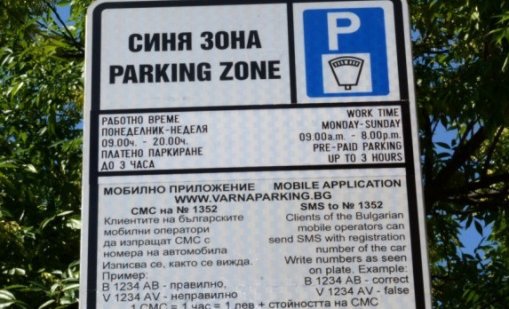 СИНЯ ЗОНА
PARKING ZONE
P
РАБОТНО ВРЕМЕ
ПОНЕДЕЛНИК-НЕДЕЛЯ
09.00ч. - 20.00ч.
ПЛАТЕНО ПАРКИРАНЕ
ДО 3 ЧАСА
WORK TIME
MONDAY-SUNDAY
09.00a.m. - 8.00p.m.
PRE-PAID PARKING
UP TO 3 HOURS
МОБИЛНО ПРИЛОЖЕНИЕ MOBILE APPLICATION
WWW.VARNAPARKING.BG
СМС на № 1352
Клиентите на българските
мобилни оператори
да изпращат СМС с
номера на автомобила
Изписва се, както се вижда.
Пример:
В 1234 АВ - правилно,
V 1234 AV - неправилно
SMS to № 1352
Clients of the Bulgarian
mobile operators can
send SMS with registration
number of the car
Write numbers as seen
on plate. Example:
B 1234 AB - correct
V 1234 AV - false
1 СМС = 1 час = 1 лев + стойността на СМС